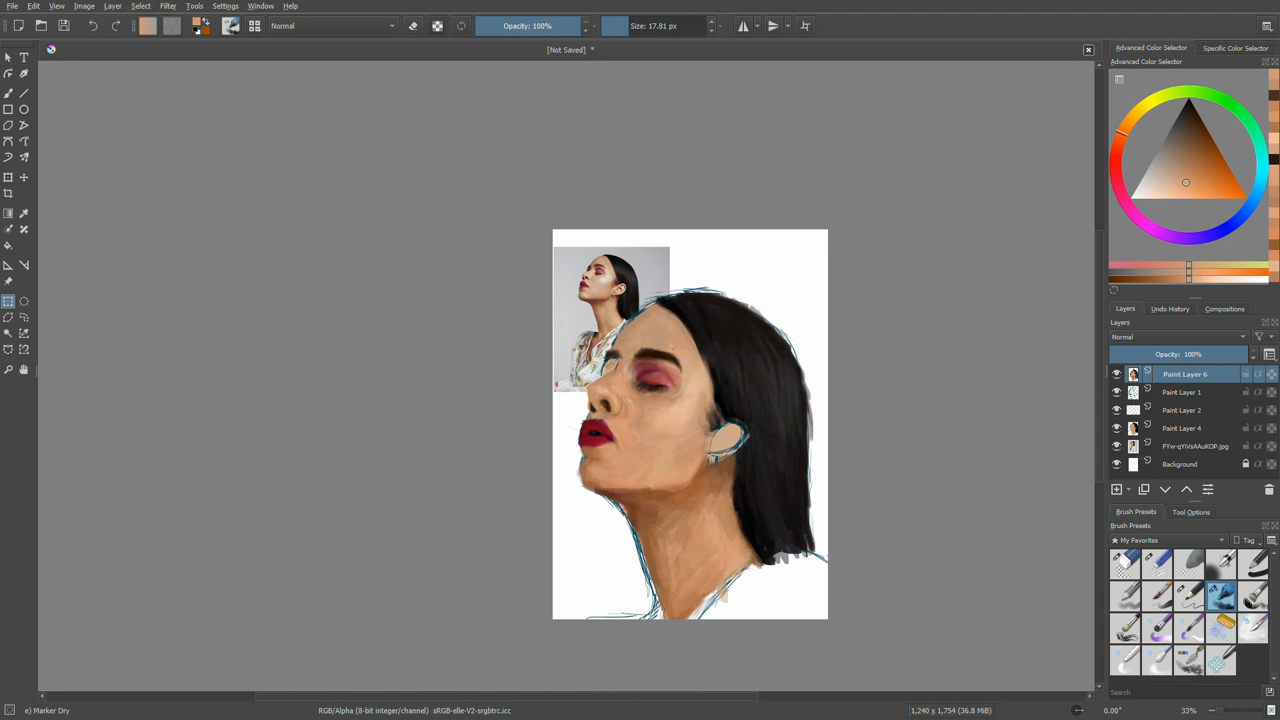 File Edit View Image Layer Select Filter Tools Settings Window Help
Normal
Opacity: 100%
Size: 17.81 px
[Not Saved] *
Advanced Color Selector Specific Color Selector
Advanced Color Selector
Layers Undo History Compositions
Layers
Normal
Opacity: 100%
Paint Layer 6
Paint Layer 1
Paint Layer 2
Paint Layer 4
FYw-qYiVsAAuKOP.jpg
Background
Brush Presets Tool Options
Brush Presets
★ My Favorites Tag
Search
e) Marker Dry RGB/Alpha (8-bit integer/channel) sRGB-elle-V2-srgbtrc.icc 1,240 x 1,754 (36.8 MiB) 0.00° 33%